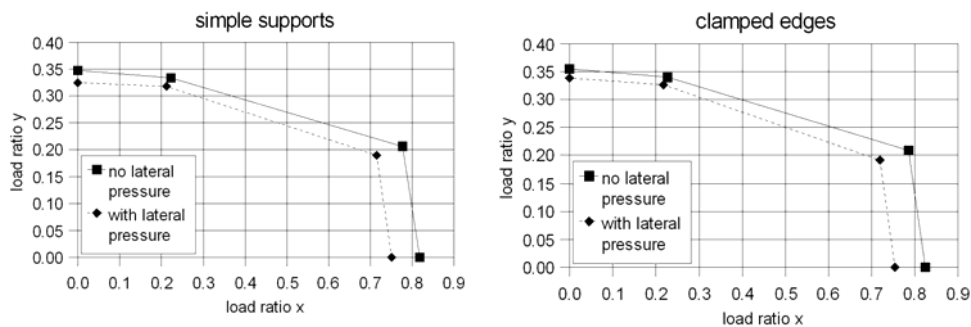 simple supports
0.40
0.35
0.30
0.25
0.20
0.15
0.10
0.05
0.00
load ratio y
no lateral
pressure
with lateral
pressure
0.0 0.1 0.2 0.3 0.4 0.5 0.6 0.7 0.8 0.9
load ratio x
clamped edges
0.40
0.35
0.30
0.25
0.20
0.15
0.10
0.05
0.00
load ratio y
no lateral
pressure
with lateral
pressure
0.0 0.1 0.2 0.3 0.4 0.5 0.6 0.7 0.8 0.9
load ratio x